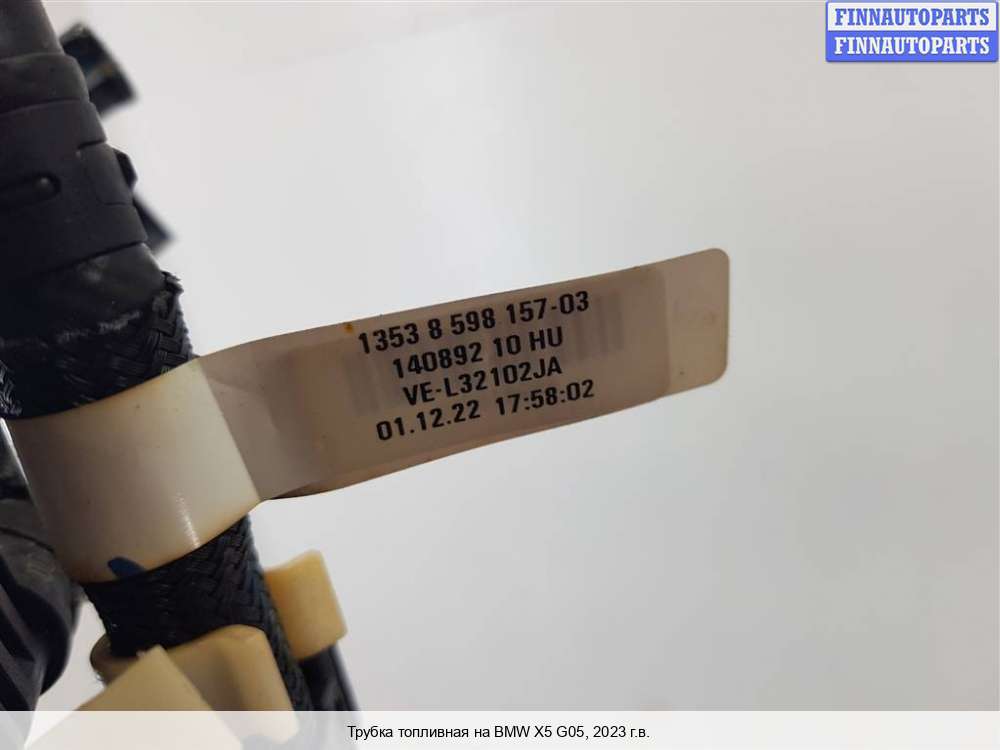 FINNAUTOPARTS
FINNAUTOPARTS
1353 8 598 157-03
140892 10 HU
VE-L32102JA
01.12.22 17:58:02
Трубка топливная на BMW X5 G05, 2023 г.в.